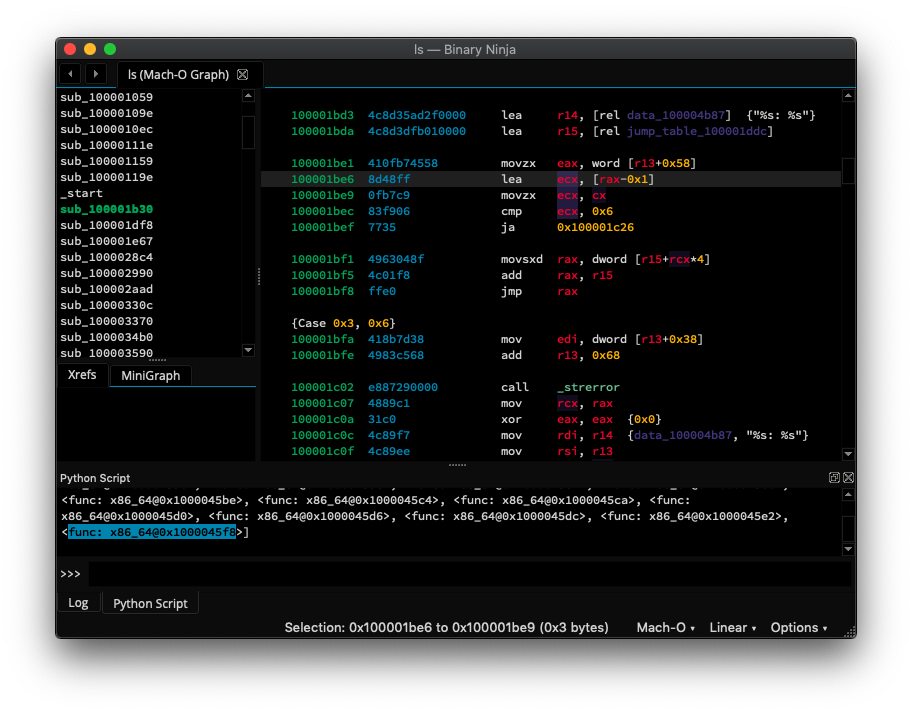 ls — Binary Ninja
ls (Mach-O Graph)
sub_100001059
sub_10000109e
sub_1000010ec
sub_10000111e
sub_100001159
sub_10000119e
_start
sub_100001b30
sub_100001df8
sub_100001e67
sub_1000028c4
sub_100002990
sub_100002aad
sub_10000330c
sub_100003370
sub_1000034b0
sub_100003590
Xrefs MiniGraph
100001bd3 4c8d35ad2f0000 lea r14, [rel data_100004b87] {"%s: %s"}
100001bda 4c8d3dfb010000 lea r15, [rel jump_table_100001ddc]
100001be1 410fb74558 movzx eax, word [r13+0x58]
100001be6 8d48ff lea ecx, [rax-0x1]
100001be9 0fb7c9 movzx ecx, cx
100001bec 83f906 cmp ecx, 0x6
100001bef 7735 ja 0x100001c26
100001bf1 4963048f movsxd rax, dword [r15+rcx*4]
100001bf5 4c01f8 add rax, r15
100001bf8 ffe0 jmp rax
{Case 0x3, 0x6}
100001bfa 418b7d38 mov edi, dword [r13+0x38]
100001bfe 4983c568 add r13, 0x68
100001c02 e887290000 call _strerror
100001c07 4889c1 mov rcx, rax
100001c0a 31c0 xor eax, eax {0x0}
100001c0c 4c89f7 mov rdi, r14 {data_100004b87, "%s: %s"}
100001c0f 4c89ee mov rsi, r13
Python Script
<func: x86_64@0x1000045be>, <func: x86_64@0x1000045c4>, <func: x86_64@0x1000045ca>, <func:
x86_64@0x1000045d0>, <func: x86_64@0x1000045d6>, <func: x86_64@0x1000045dc>, <func: x86_64@0x1000045e2>,
<func: x86_64@0x1000045f8>]
>>>
Log Python Script
Selection: 0x100001be6 to 0x100001be9 (0x3 bytes) Mach-O Linear Options